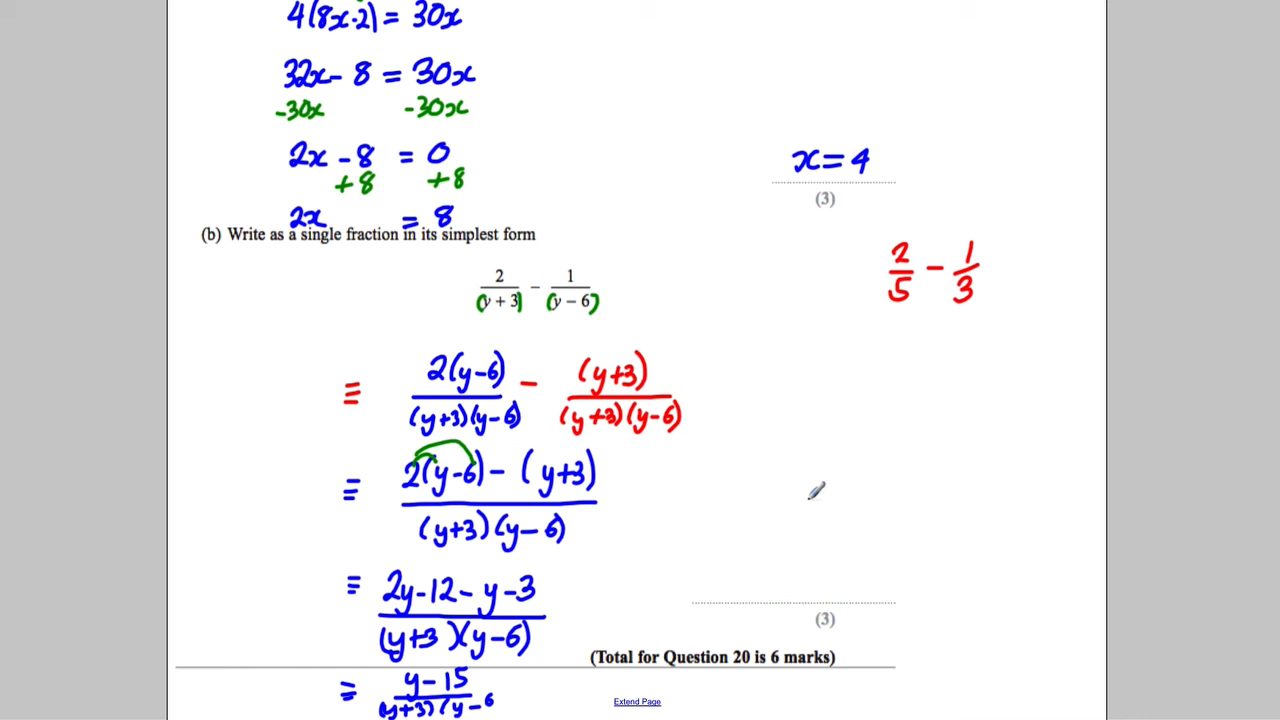 4(8x-2) = 30x
32x - 8 = 30x
-30x -30x
2x - 8 = 0
+8 +8
x = 4
(3)
2x = 8
(b) Write as a single fraction in its simplest form
2/(y + 3) − 1/(y − 6)
2/5 − 1/3
≡ 2(y-6)/(y+3)(y-6) − (y+3)/(y+3)(y-6)
≡ 2(y-6) - (y+3)/(y+3)(y-6)
≡ 2y-12-y-3/(y+3)(y-6)
(3)
(Total for Question 20 is 6 marks)
≡ y-15/(y+3)(y-6
Extend Page